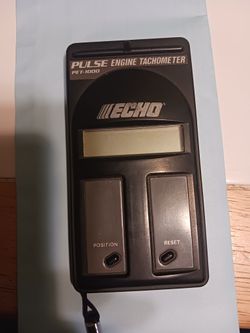 PULSE ENGINE TACHOMETER
PET-1000
ECHO
POSITION
RESET